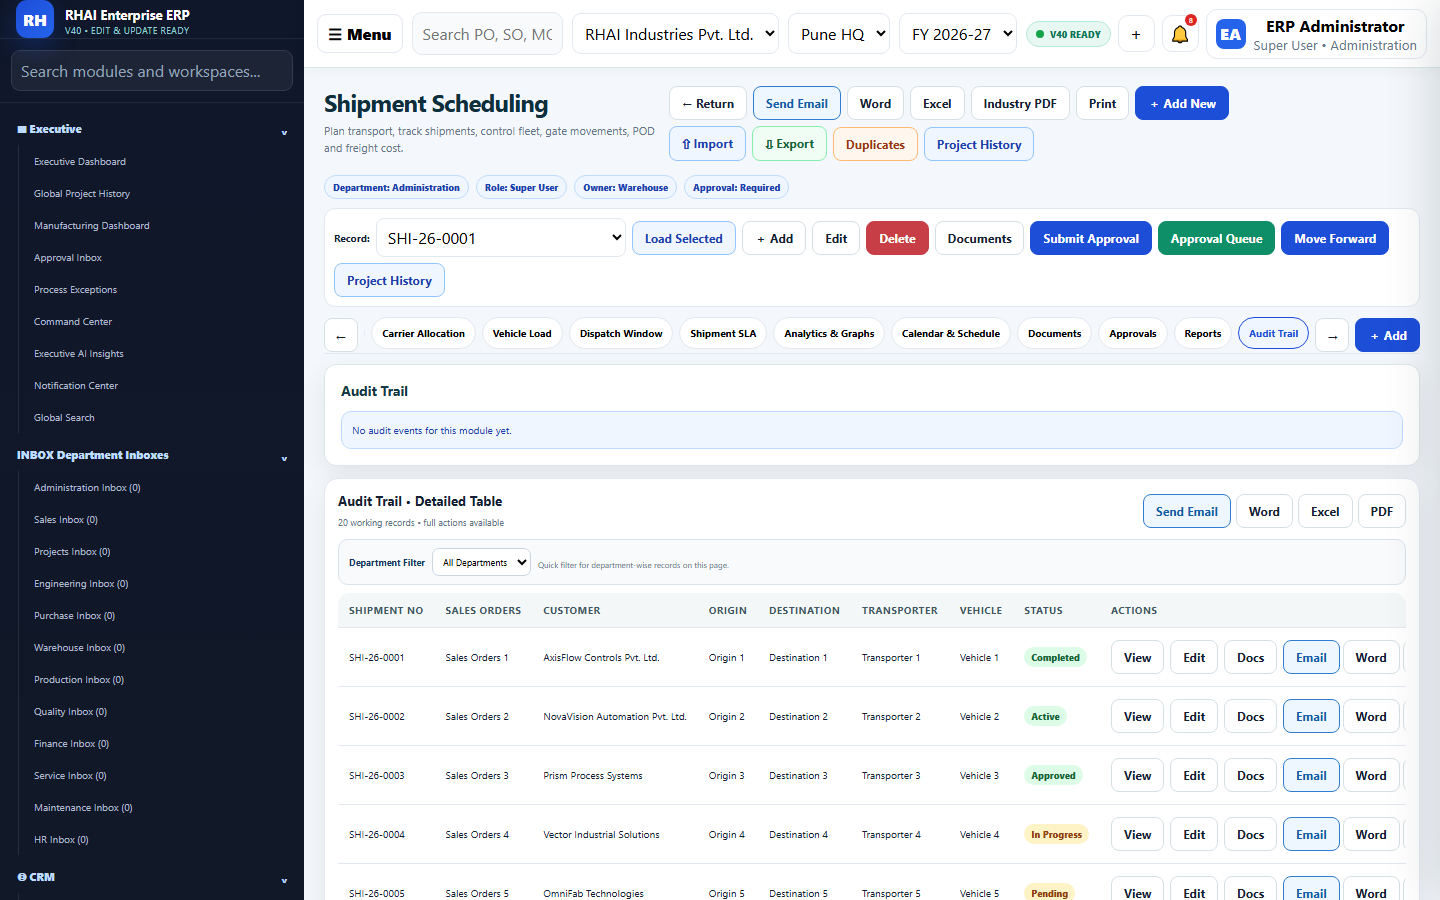 RH
RHAI Enterprise ERP
V40 • EDIT & UPDATE READY
Search modules and workspaces...
Executive
Executive Dashboard
Global Project History
Manufacturing Dashboard
Approval Inbox
Process Exceptions
Command Center
Executive AI Insights
Notification Center
Global Search
INBOX Department Inboxes
Administration Inbox (0)
Sales Inbox (0)
Projects Inbox (0)
Engineering Inbox (0)
Purchase Inbox (0)
Warehouse Inbox (0)
Production Inbox (0)
Quality Inbox (0)
Finance Inbox (0)
Service Inbox (0)
Maintenance Inbox (0)
HR Inbox (0)
CRM
☰ Menu
Search PO, SO, MO
RHAI Industries Pvt. Ltd.
Pune HQ
FY 2026-27
V40 READY
+
8
EA
ERP Administrator
Super User • Administration
Shipment Scheduling
Plan transport, track shipments, control fleet, gate movements, POD
and freight cost.
← Return
Send Email
Word
Excel
Industry PDF
Print
+ Add New
⇧ Import
⇩ Export
Duplicates
Project History
Department: Administration
Role: Super User
Owner: Warehouse
Approval: Required
Record:
SHI-26-0001
Load Selected
+ Add
Edit
Delete
Documents
Submit Approval
Approval Queue
Move Forward
Project History
←
Carrier Allocation
Vehicle Load
Dispatch Window
Shipment SLA
Analytics & Graphs
Calendar & Schedule
Documents
Approvals
Reports
Audit Trail
→
+ Add
Audit Trail
No audit events for this module yet.
Audit Trail • Detailed Table
20 working records • full actions available
Send Email
Word
Excel
PDF
Department Filter
All Departments
Quick filter for department-wise records on this page.
SHIPMENT NO SALES ORDERS CUSTOMER ORIGIN DESTINATION TRANSPORTER VEHICLE STATUS ACTIONS
SHI-26-0001 Sales Orders 1 AxisFlow Controls Pvt. Ltd. Origin 1 Destination 1 Transporter 1 Vehicle 1 Completed View Edit Docs Email Word
SHI-26-0002 Sales Orders 2 NovaVision Automation Pvt. Ltd. Origin 2 Destination 2 Transporter 2 Vehicle 2 Active View Edit Docs Email Word
SHI-26-0003 Sales Orders 3 Prism Process Systems Origin 3 Destination 3 Transporter 3 Vehicle 3 Approved View Edit Docs Email Word
SHI-26-0004 Sales Orders 4 Vector Industrial Solutions Origin 4 Destination 4 Transporter 4 Vehicle 4 In Progress View Edit Docs Email Word
SHI-26-0005 Sales Orders 5 OmniFab Technologies Origin 5 Destination 5 Transporter 5 Vehicle 5 Pending View Edit Docs Email Word